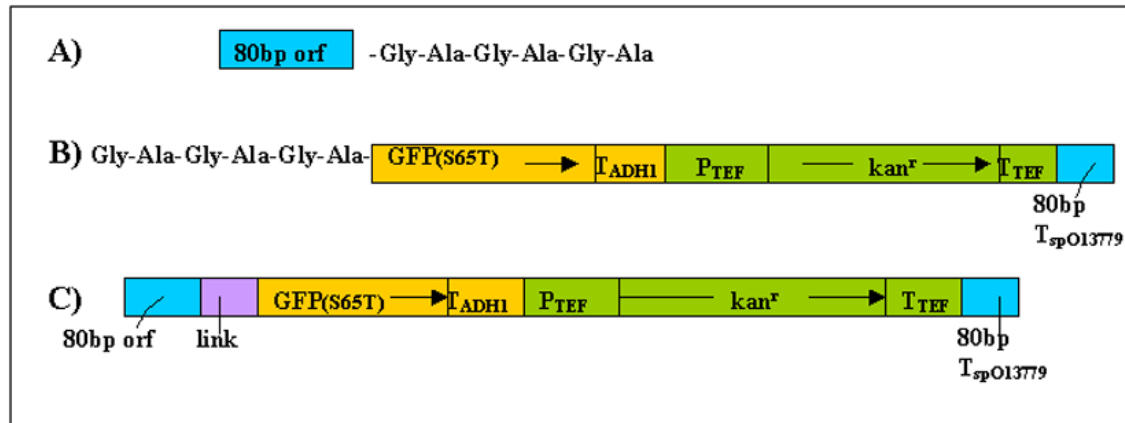 A) 80bp orf -Gly-Ala-Gly-Ala-Gly-Ala
B) Gly-Ala-Gly-Ala-Gly-Ala- GFP(S65T) TADH1 PTEF kanr TTEF
80bp
TspO13779
C) GFP(S65T) TADH1 PTEF kanr TTEF
80bp orf link 80bp
TspO13779